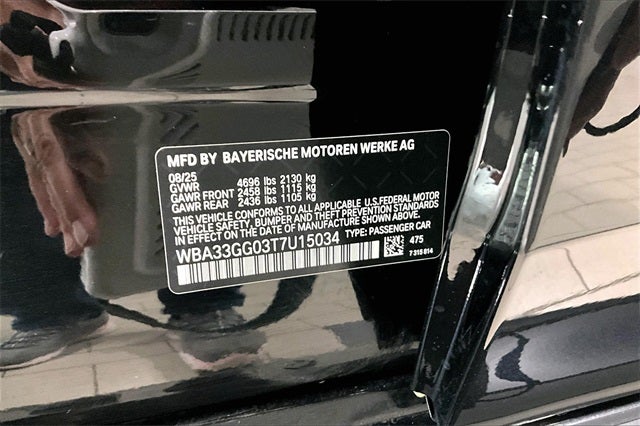 MFD BY BAYERISCHE MOTOREN WERKE AG
08/25
GVWR 4696 lbs 2130 kg
GAWR FRONT 2458 lbs 1115 kg
GAWR REAR 2436 lbs 1105 kg
THIS VEHICLE CONFORMS TO ALL APPLICABLE U.S.FEDERAL MOTOR
VEHICLE SAFETY, BUMPER AND THEFT PREVENTION STANDARDS
IN EFFECT ON THE DATE OF MANUFACTURE SHOWN ABOVE.
WBA33GG03T7U15034 TYPE: PASSENGER CAR
475
7 315 814